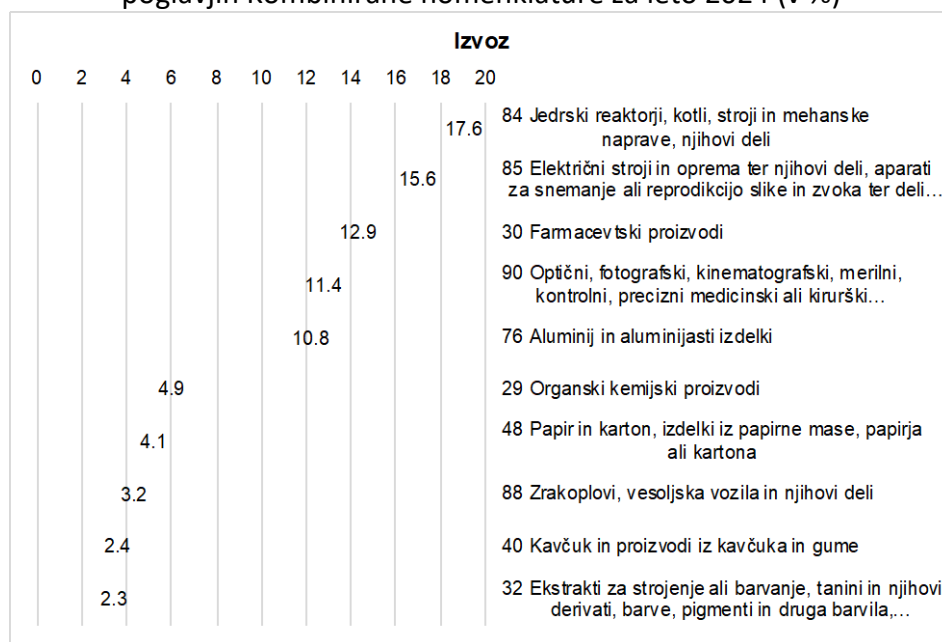 poglavjih Kombinirane nomenklature za leto 2024 (v %)
Izvoz
0 2 4 6 8 10 12 14 16 18 20
17.6
84 Jedrski reaktorji, kotli, stroji in mehanske
naprave, njihovi deli
15.6
85 Električni stroji in oprema ter njihovi deli, aparati
za snemanje ali reprodikcijo slike in zvoka ter deli…
12.9
30 Farmacevtski proizvodi
11.4
90 Optični, fotografski, kinematografski, merilni,
kontrolni, precizni medicinski ali kirurški…
10.8
76 Aluminij in aluminijasti izdelki
4.9
29 Organski kemijski proizvodi
4.1
48 Papir in karton, izdelki iz papirne mase, papirja
ali kartona
3.2
88 Zrakoplovi, vesoljska vozila in njihovi deli
2.4
40 Kavčuk in proizvodi iz kavčuka in gume
2.3
32 Ekstrakti za strojenje ali barvanje, tanini in njihovi
derivati, barve, pigmenti in druga barvila,…